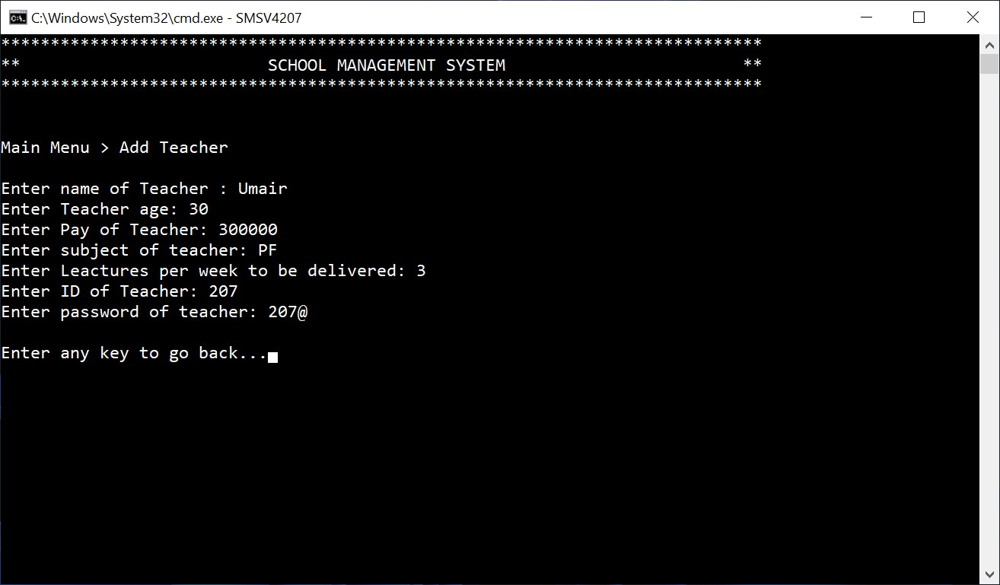 C:\Windows\System32\cmd.exe - SMSV4207
*****************************************************************************
** SCHOOL MANAGEMENT SYSTEM **
*****************************************************************************
Main Menu > Add Teacher
Enter name of Teacher : Umair
Enter Teacher age: 30
Enter Pay of Teacher: 300000
Enter subject of teacher: PF
Enter Leactures per week to be delivered: 3
Enter ID of Teacher: 207
Enter password of teacher: 207@
Enter any key to go back...